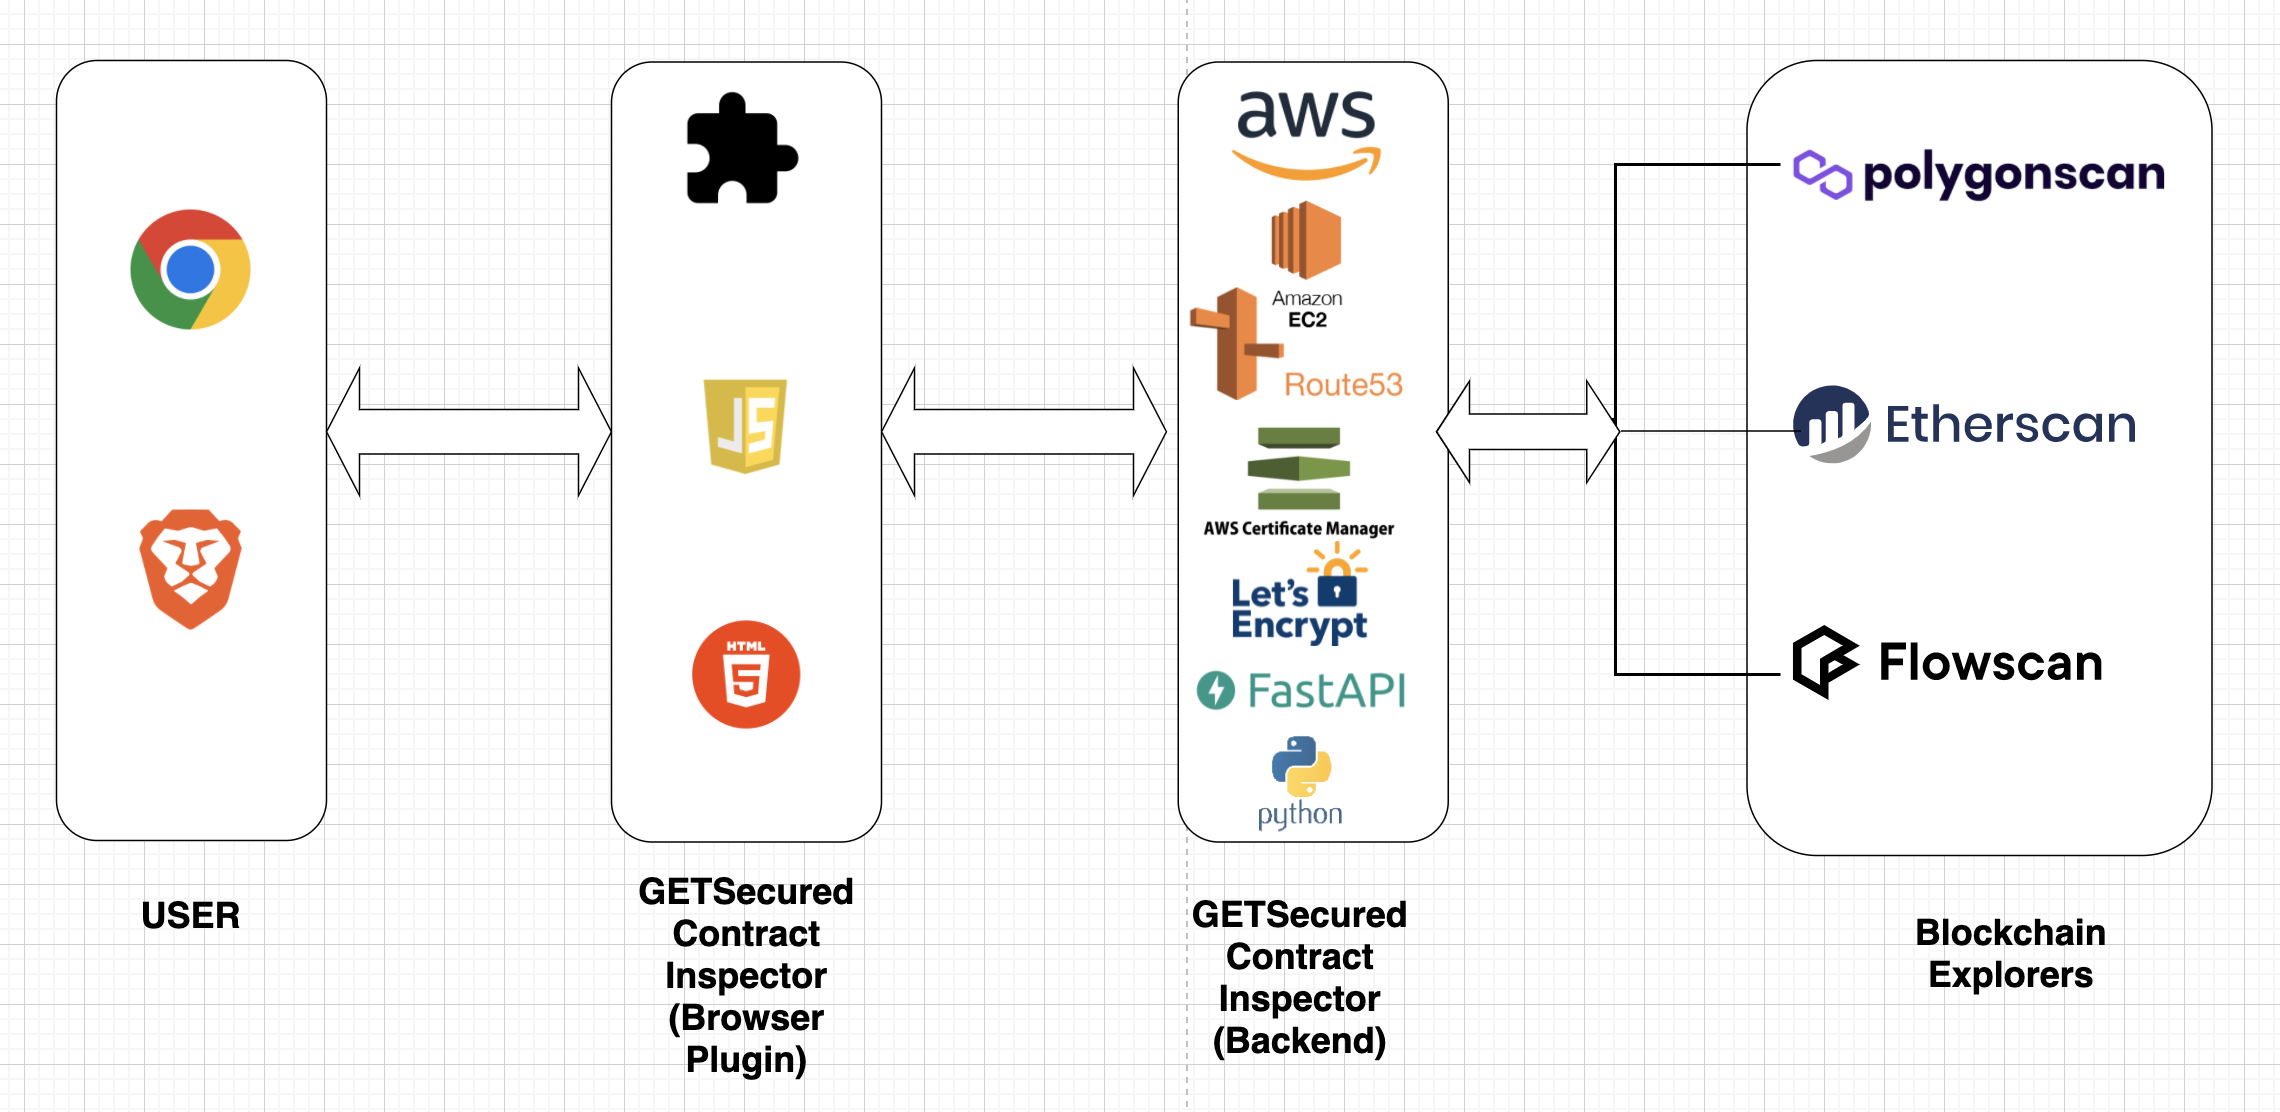 aws
Amazon
EC2
Route53
AWS Certificate Manager
Let's
Encrypt
FastAPI
python
JS
HTML
5
polygonscan
Etherscan
Flowscan
USER
GETSecured
Contract
Inspector
(Browser
Plugin)
GETSecured
Contract
Inspector
(Backend)
Blockchain
Explorers